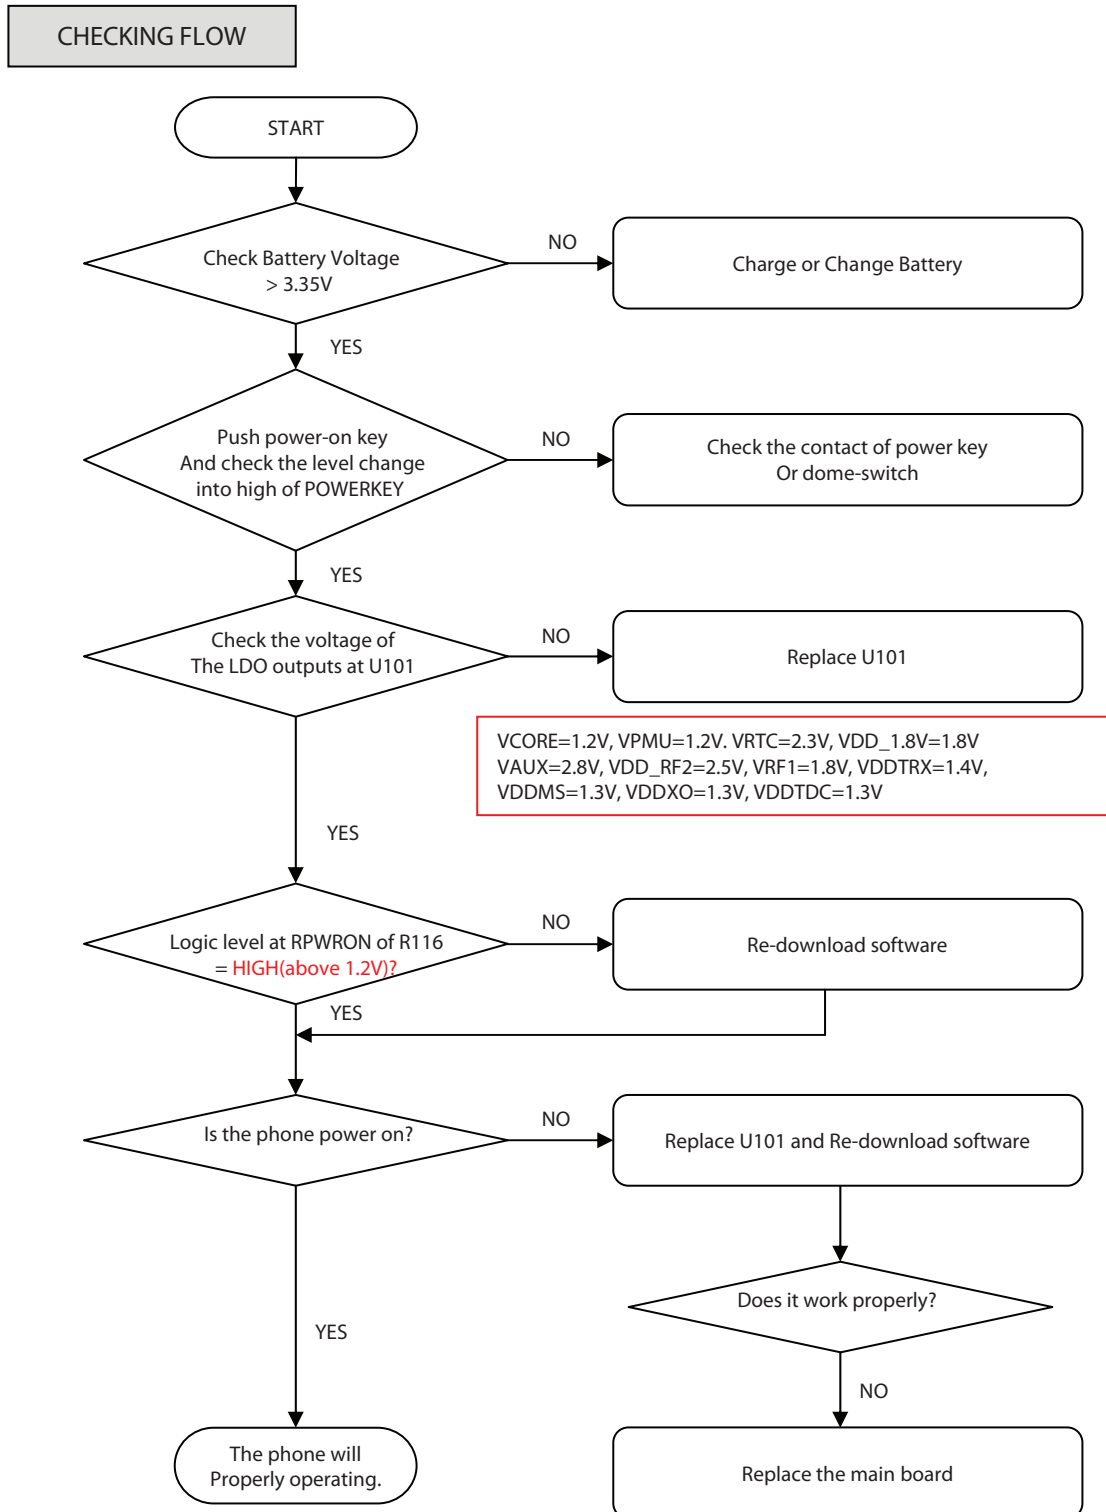 CHECKING FLOW
START
Check Battery Voltage
> 3.35V
NO
Charge or Change Battery
YES
Push power-on key
And check the level change
into high of POWERKEY
NO
Check the contact of power key
Or dome-switch
YES
Check the voltage of
The LDO outputs at U101
NO
Replace U101
VCORE=1.2V, VPMU=1.2V. VRTC=2.3V, VDD_1.8V=1.8V
VAUX=2.8V, VDD_RF2=2.5V, VRF1=1.8V, VDDTRX=1.4V,
VDDMS=1.3V, VDDXO=1.3V, VDDTDC=1.3V
YES
Logic level at RPWRON of R116
= HIGH(above 1.2V)?
NO
Re-download software
YES
Is the phone power on?
NO
Replace U101 and Re-download software
Does it work properly?
YES
NO
The phone will
Properly operating.
Replace the main board